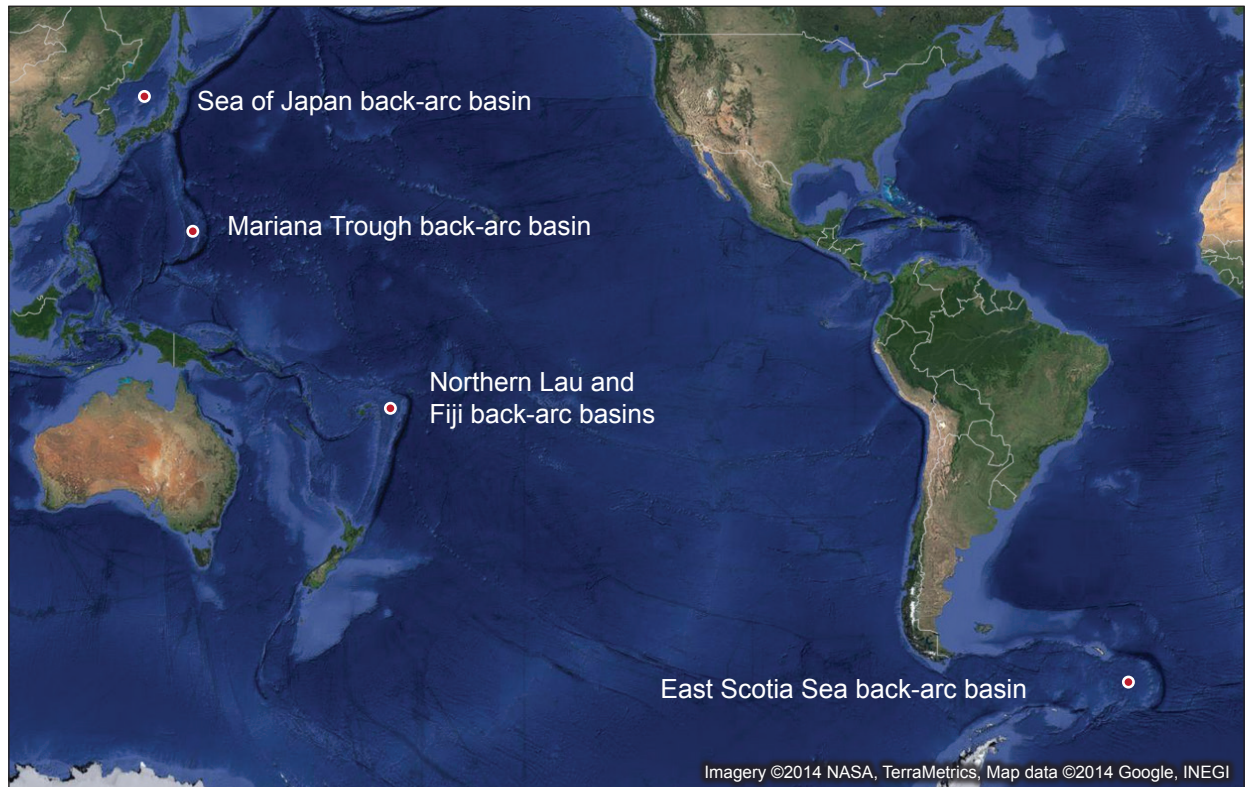 Sea of Japan back-arc basin
Mariana Trough back-arc basin
Northern Lau and
Fiji back-arc basins
East Scotia Sea back-arc basin
Imagery ©2014 NASA, TerraMetrics, Map data ©2014 Google, INEGI